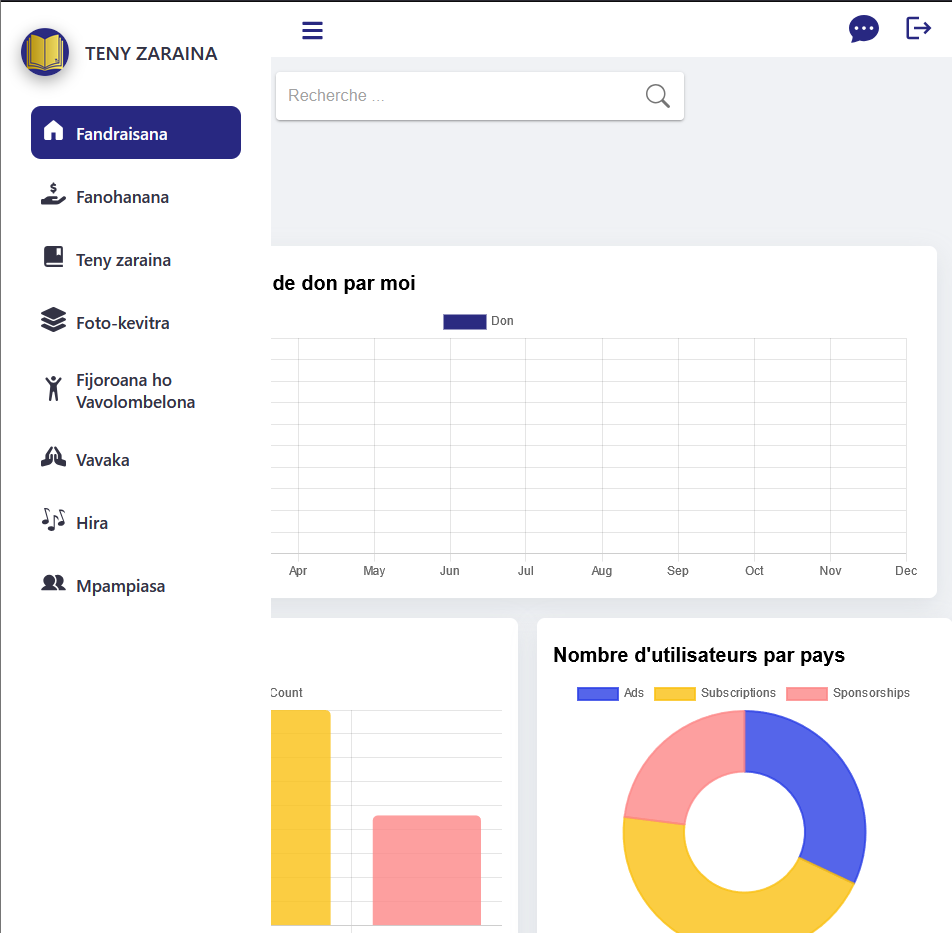 TENY ZARAINA
Fandraisana
Fanohanana
Teny zaraina
Foto-kevitra
Fijoroana ho
Vavolombelona
Vavaka
Hira
Mpampiasa
Recherche ...
de don par moi
Don
Apr May Jun Jul Aug Sep Oct Nov Dec
Count
Nombre d'utilisateurs par pays
Ads Subscriptions Sponsorships